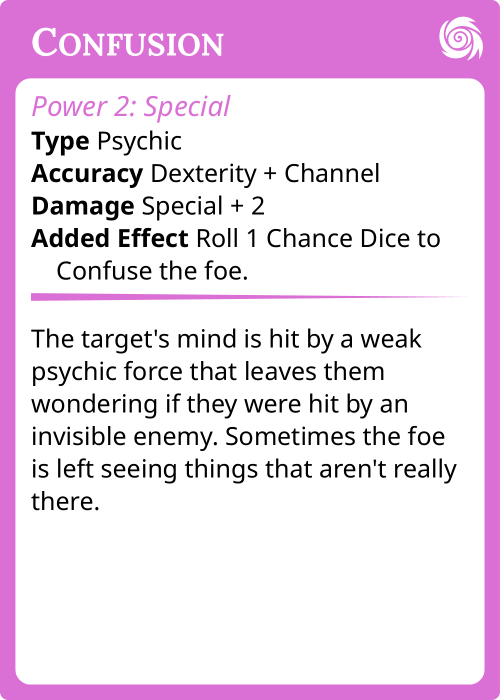 Confusion
Power 2: Special
Type Psychic
Accuracy Dexterity + Channel
Damage Special + 2
Added Effect Roll 1 Chance Dice to
Confuse the foe.
The target's mind is hit by a weak
psychic force that leaves them
wondering if they were hit by an
invisible enemy. Sometimes the foe
is left seeing things that aren't really
there.